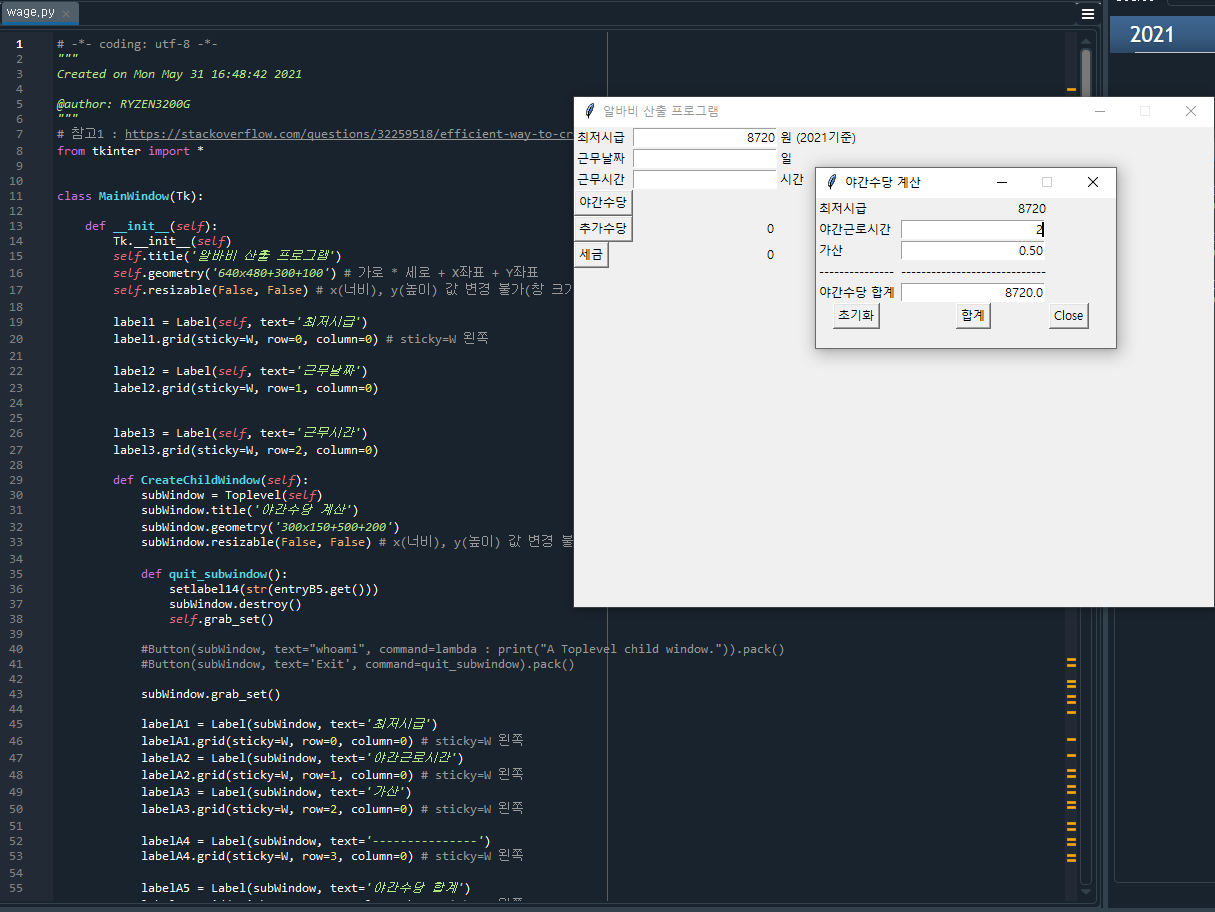 wage.py
2021
1 # -*- coding: utf-8 -*-
2 """
3 Created on Mon May 31 16:48:42 2021
4
5 @author: RYZEN3200G
6 """
7 # 참고1 : https://stackoverflow.com/questions/32259518/efficient-way-to-cr
8 from tkinter import *
9
10
11 class MainWindow(Tk):
12
13 def __init__(self):
14 Tk.__init__(self)
15 self.title('알바비 산출 프로그램')
16 self.geometry('640x480+300+100') # 가로 * 세로 + X좌표 + Y좌표
17 self.resizable(False, False) # x(너비), y(높이) 값 변경 불가(창 크기
18
19 label1 = Label(self, text='최저시급')
20 label1.grid(sticky=W, row=0, column=0) # sticky=W 왼쪽
21
22 label2 = Label(self, text='근무날짜')
23 label2.grid(sticky=W, row=1, column=0)
24
25
26 label3 = Label(self, text='근무시간')
27 label3.grid(sticky=W, row=2, column=0)
28
29 def CreateChildWindow(self):
30 subWindow = Toplevel(self)
31 subWindow.title('야간수당 계산')
32 subWindow.geometry('300x150+500+200')
33 subWindow.resizable(False, False) # x(너비), y(높이) 값 변경 불
34
35 def quit_subwindow():
36 setlabel14(str(entryB5.get()))
37 subWindow.destroy()
38 self.grab_set()
39
40 #Button(subWindow, text="whoami", command=lambda : print("A Toplevel child window.")).pack()
41 #Button(subWindow, text='Exit', command=quit_subwindow).pack()
42
43 subWindow.grab_set()
44
45 labelA1 = Label(subWindow, text='최저시급')
46 labelA1.grid(sticky=W, row=0, column=0) # sticky=W 왼쪽
47 labelA2 = Label(subWindow, text='야간근로시간')
48 labelA2.grid(sticky=W, row=1, column=0) # sticky=W 왼쪽
49 labelA3 = Label(subWindow, text='가산')
50 labelA3.grid(sticky=W, row=2, column=0) # sticky=W 왼쪽
51
52 labelA4 = Label(subWindow, text='---------------')
53 labelA4.grid(sticky=W, row=3, column=0) # sticky=W 왼쪽
54
55 labelA5 = Label(subWindow, text='야간수당 합계')
알바비 산출 프로그램
최저시급 8720 원 (2021기준)
근무날짜 일
근무시간 시간
야간수당
추가수당 0
세금 0
야간수당 계산
최저시급 8720
야간근로시간 2
가산 0.50
--------------- -----------------------------
야간수당 합계 8720.0
초기화 합계 Close